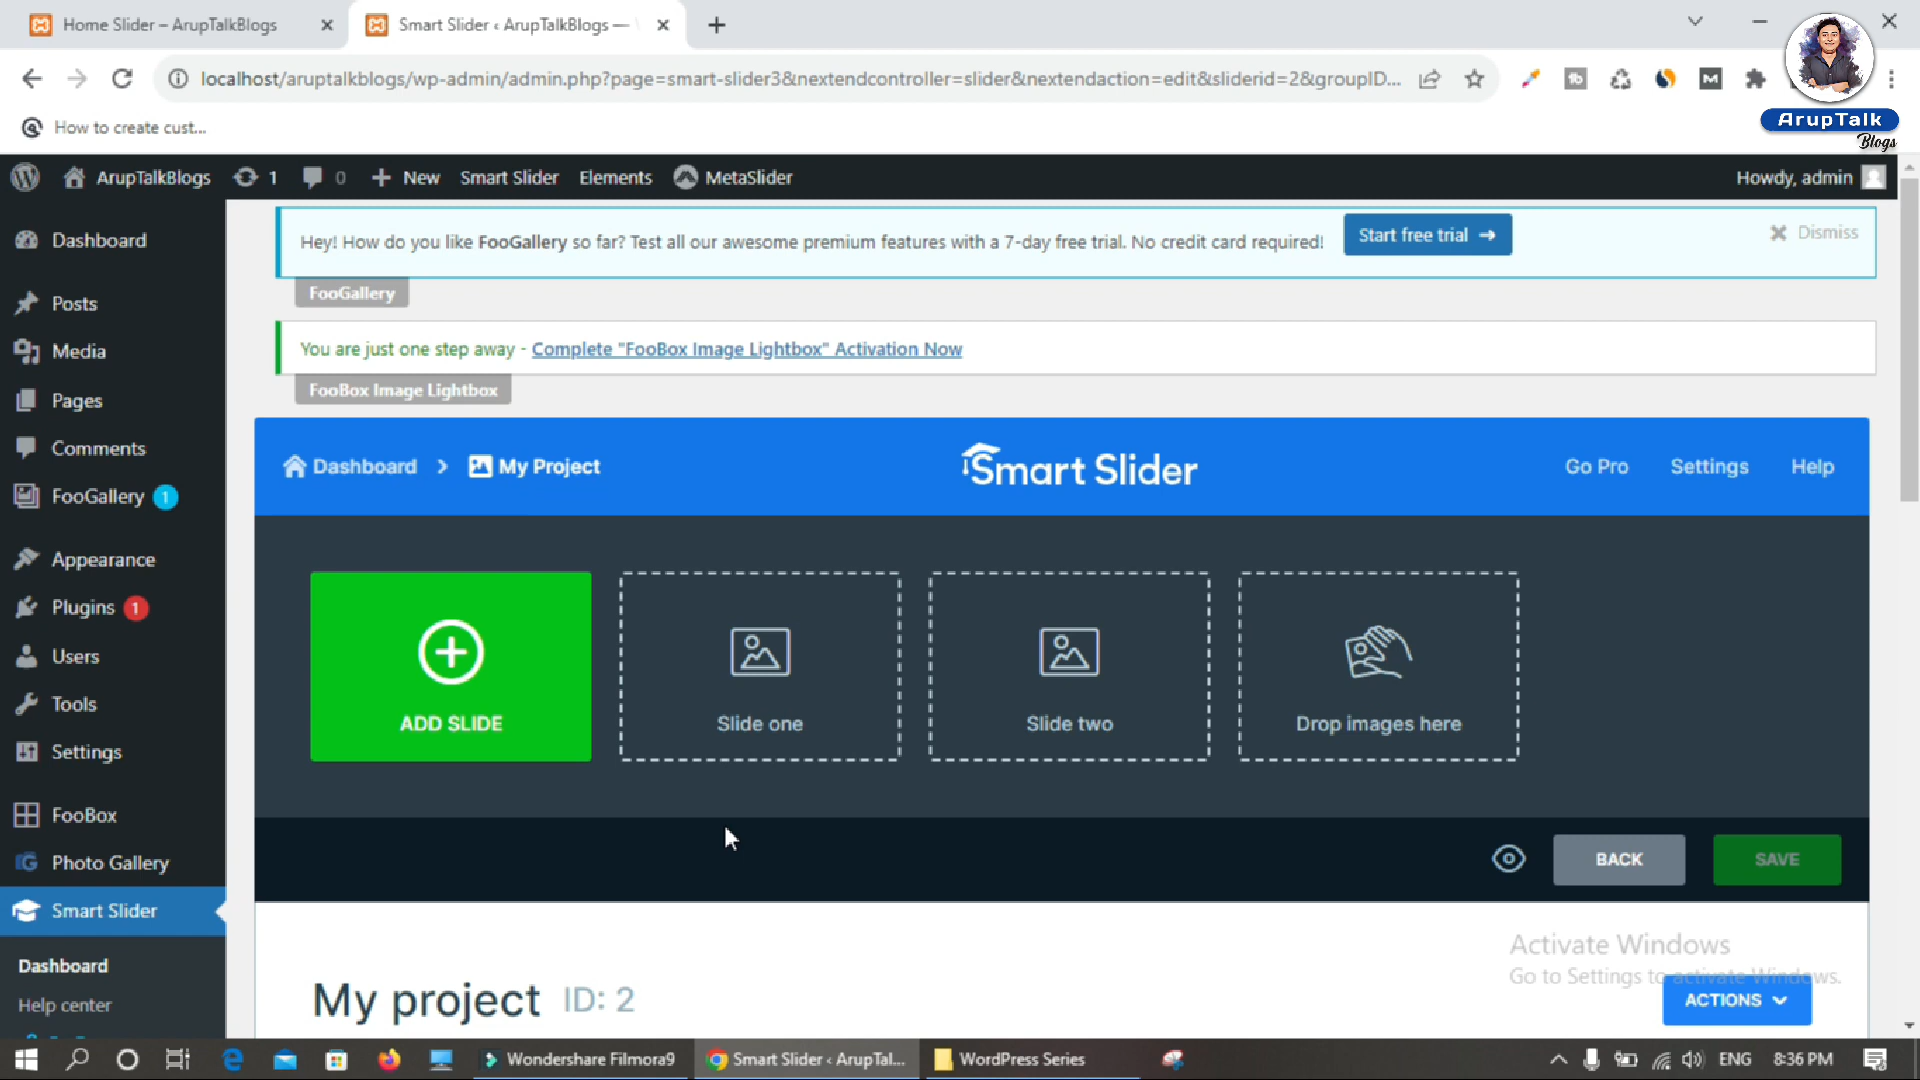 Home Slider – ArupTalkBlogs
Smart Slider ‹ ArupTalkBlogs —
localhost/aruptalkblogs/wp-admin/admin.php?page=smart-slider3&nextendcontroller=slider&nextendaction=edit&sliderid=2&groupID...
How to create cust...
ArupTalk
Blogs
ArupTalkBlogs
1
0
New
Smart Slider
Elements
MetaSlider
Howdy, admin
Dashboard
Posts
Media
Pages
Comments
FooGallery 1
Appearance
Plugins 1
Users
Tools
Settings
FooBox
Photo Gallery
Smart Slider
Dashboard
Help center
Hey! How do you like FooGallery so far? Test all our awesome premium features with a 7-day free trial. No credit card required!
Start free trial ➜
Dismiss
FooGallery
You are just one step away - Complete "FooBox Image Lightbox" Activation Now
FooBox Image Lightbox
Dashboard > My Project
Smart Slider
Go Pro
Settings
Help
ADD SLIDE
Slide one
Slide two
Drop images here
BACK
SAVE
My project ID: 2
Activate Windows
Go to Settings to activate Windows.
ACTIONS
Wondershare Filmora9
Smart Slider ‹ ArupTal...
WordPress Series
ENG
8:36 PM